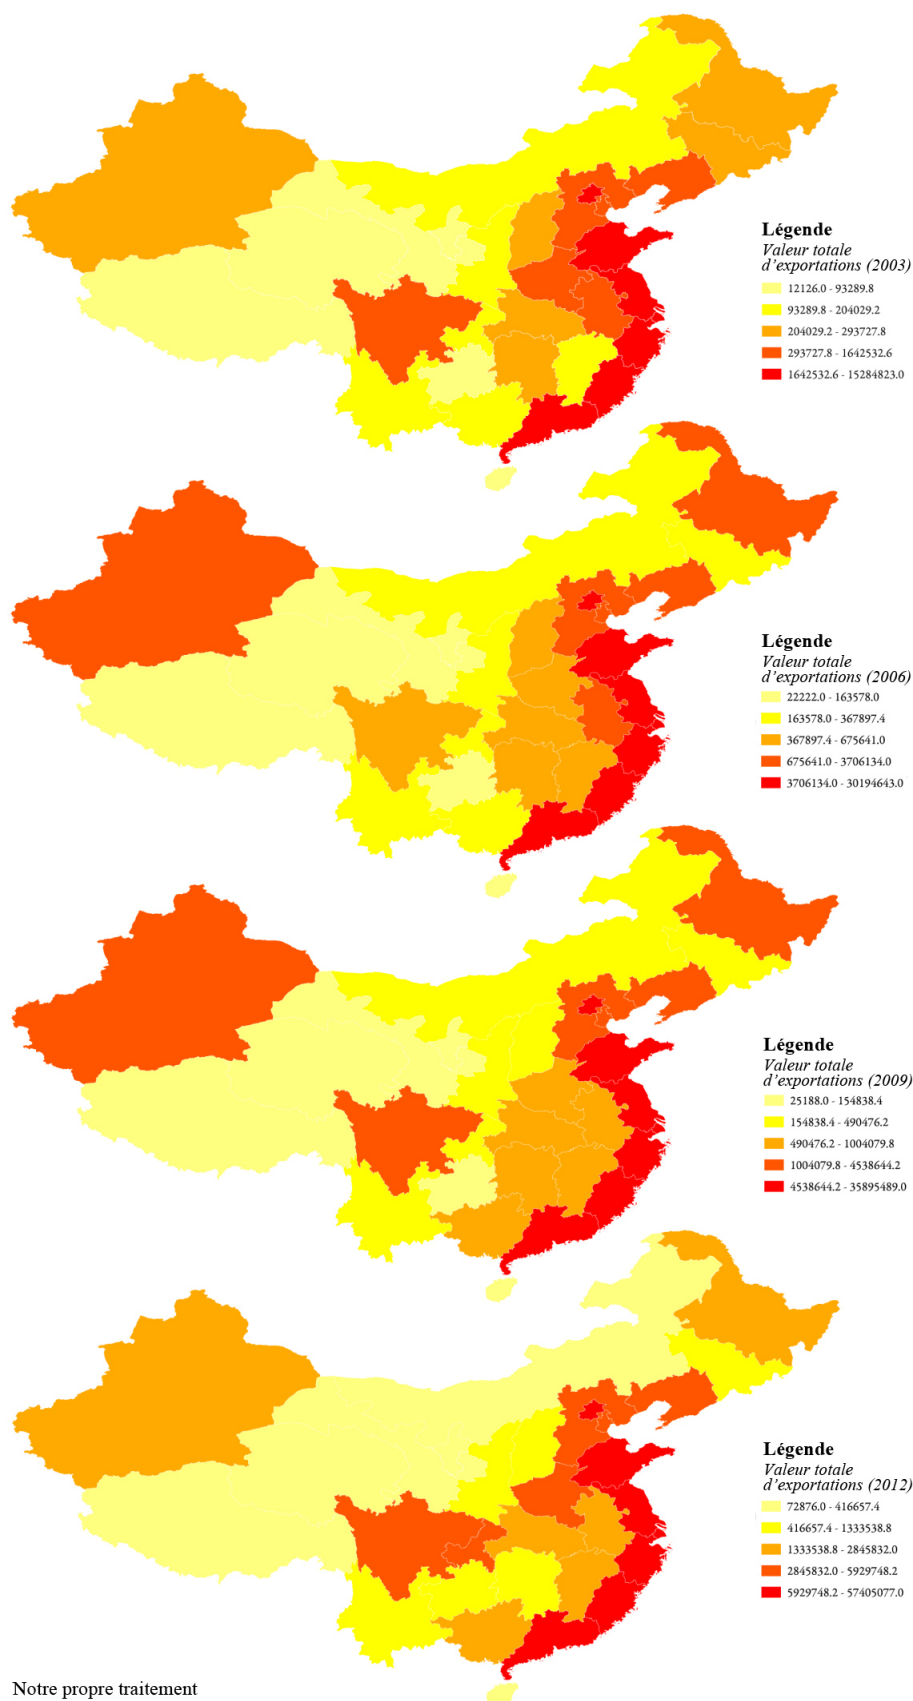 Légende
Valeur totale
d'exportations (2003)
12126.0 - 93289.8
93289.8 - 204029.2
204029.2 - 293727.8
293727.8 - 1642532.6
1642532.6 - 15284823.0
Légende
Valeur totale
d'exportations (2006)
22222.0 - 163578.0
163578.0 - 367897.4
367897.4 - 675641.0
675641.0 - 3706134.0
3706134.0 - 30194643.0
Légende
Valeur totale
d'exportations (2009)
25188.0 - 154838.4
154838.4 - 490476.2
490476.2 - 1004079.8
1004079.8 - 4538644.2
4538644.2 - 35895489.0
Légende
Valeur totale
d'exportations (2012)
72876.0 - 416657.4
416657.4 - 1333538.8
1333538.8 - 2845832.0
2845832.0 - 5929748.2
5929748.2 - 57405077.0
Notre propre traitement